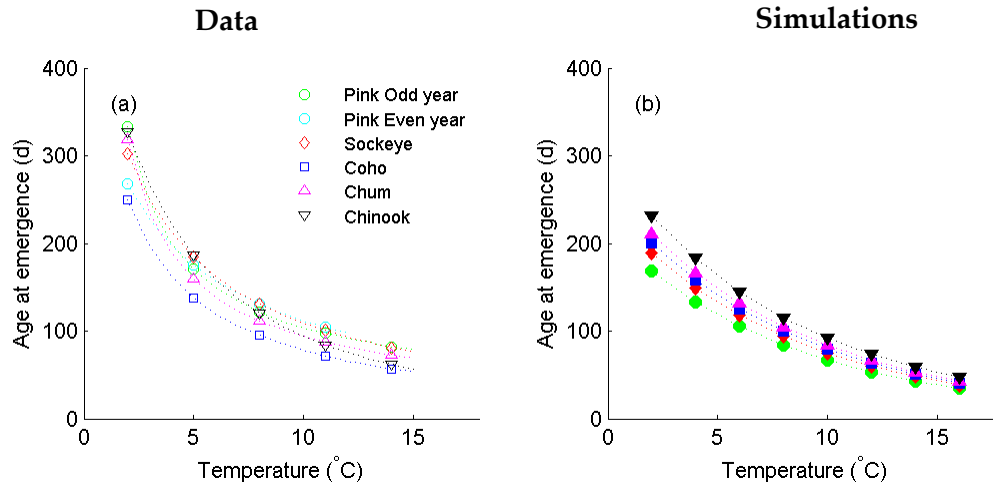 Data
Simulations
400
300
200
100
0
0
5
10
15
Age at emergence (d)
Temperature (°C)
(a)
Pink Odd year
Pink Even year
Sockeye
Coho
Chum
Chinook
400
300
200
100
0
0
5
10
15
Age at emergence (d)
Temperature (°C)
(b)